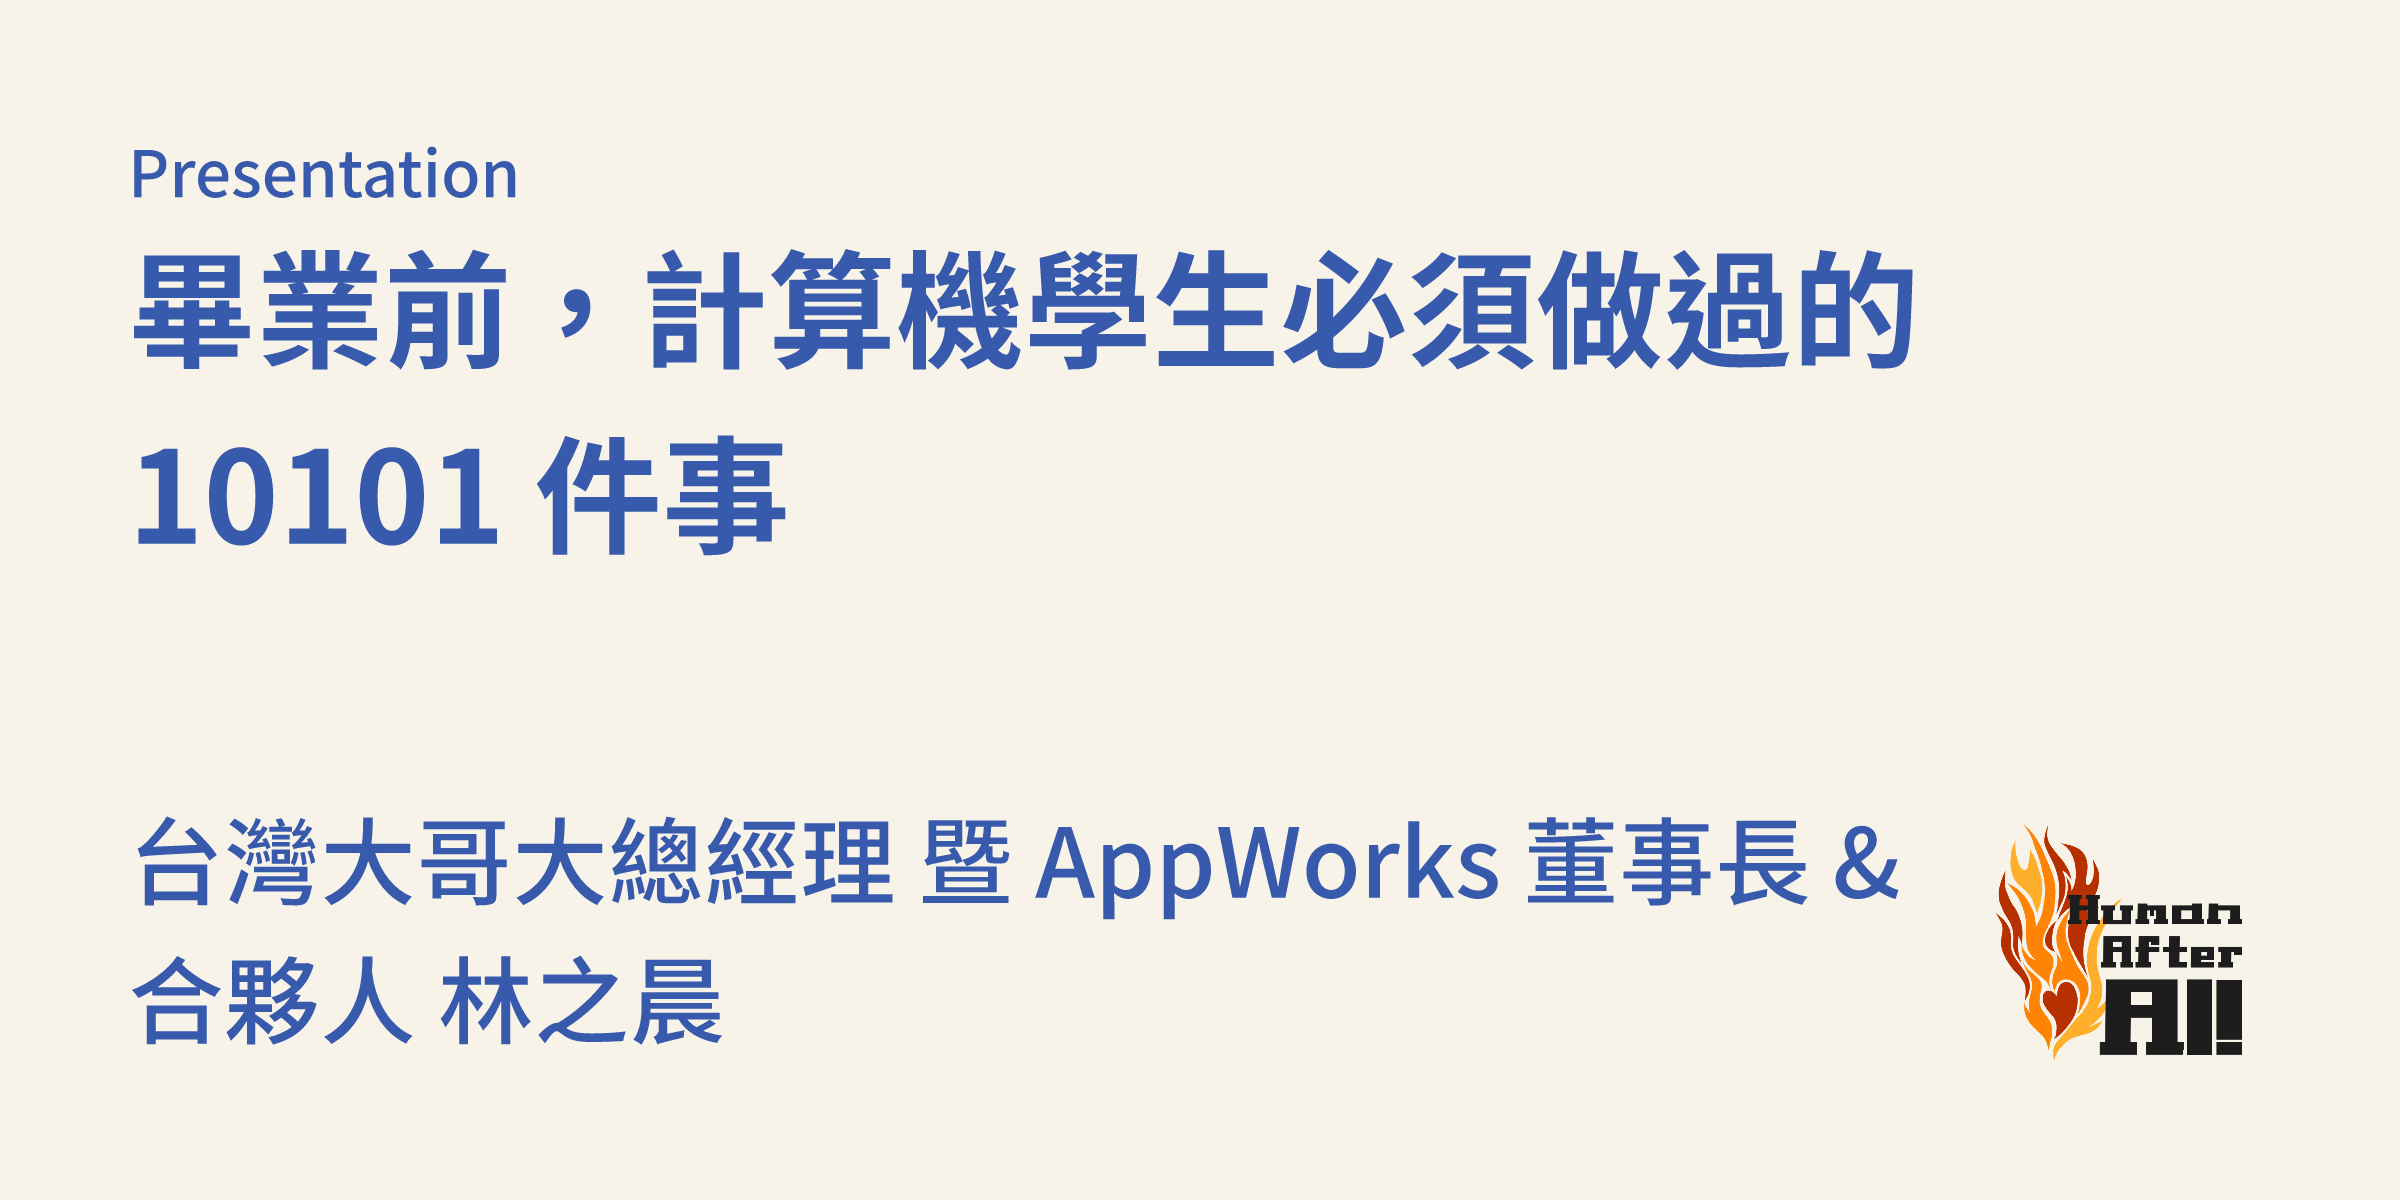 Presentation
畢業前，計算機學生必須做過的
10101 件事
台灣大哥大總經理 暨 AppWorks 董事長 &
合夥人 林之晨
Human
After
All!